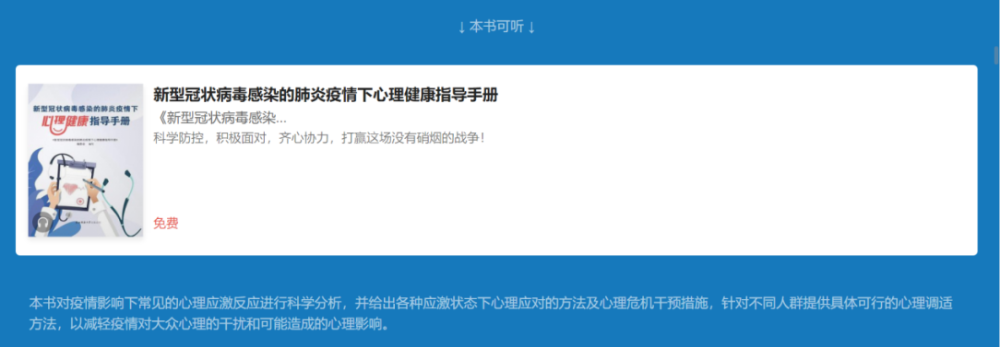 ↓ 本书可听 ↓
新型冠状病毒感染的肺炎疫情下
心理健康指导手册
新型冠状病毒感染的肺炎疫情下心理健康指导手册
《新型冠状病毒感染...
科学防控，积极面对，齐心协力，打赢这场没有硝烟的战争！
免费
本书对疫情影响下常见的心理应激反应进行科学分析，并给出各种应激状态下心理应对的方法及心理危机干预措施，针对不同人群提供具体可行的心理调适
方法，以减轻疫情对大众心理的干扰和可能造成的心理影响。